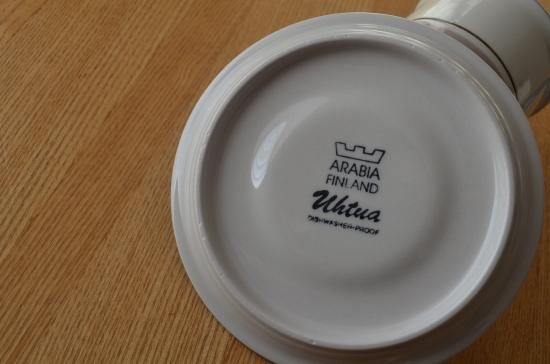 ARABIA
FINLAND
Uhtua
DISHWASHER-PROOF